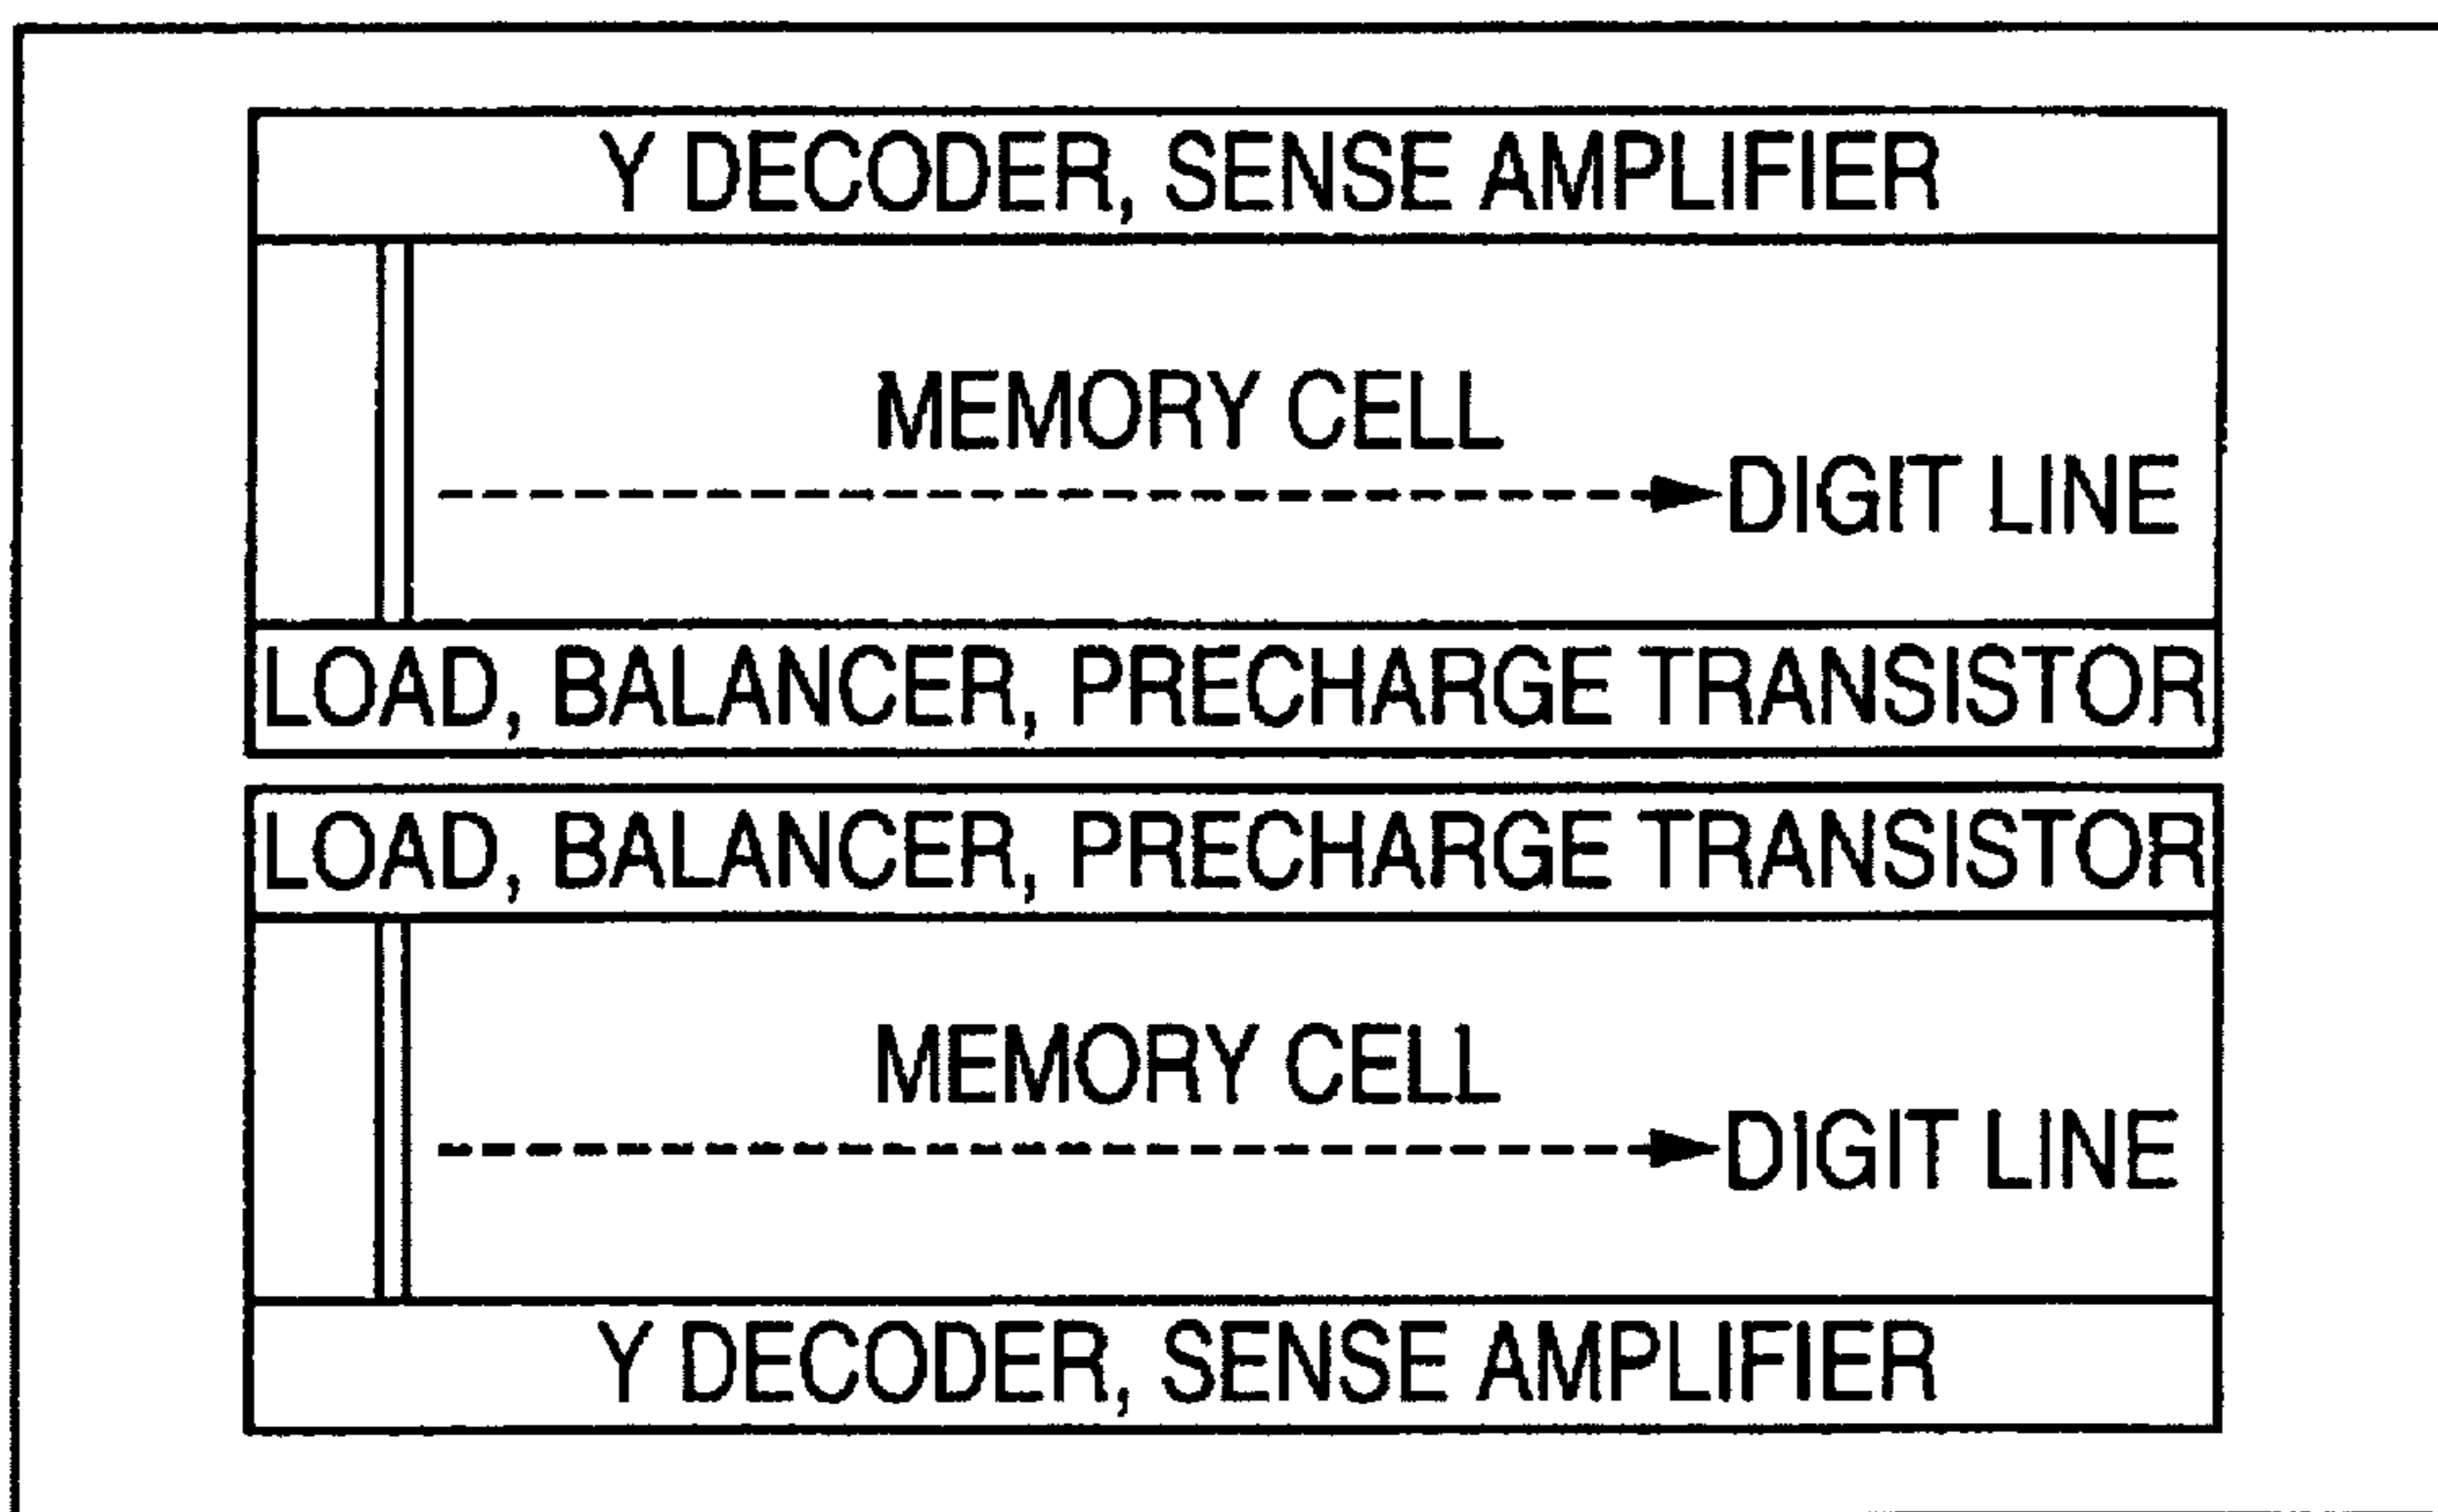 Y DECODER, SENSE AMPLIFIER
MEMORY CELL
DIGIT LINE
LOAD, BALANCER, PRECHARGE TRANSISTOR
LOAD, BALANCER, PRECHARGE TRANSISTOR
MEMORY CELL
DIGIT LINE
Y DECODER, SENSE AMPLIFIER